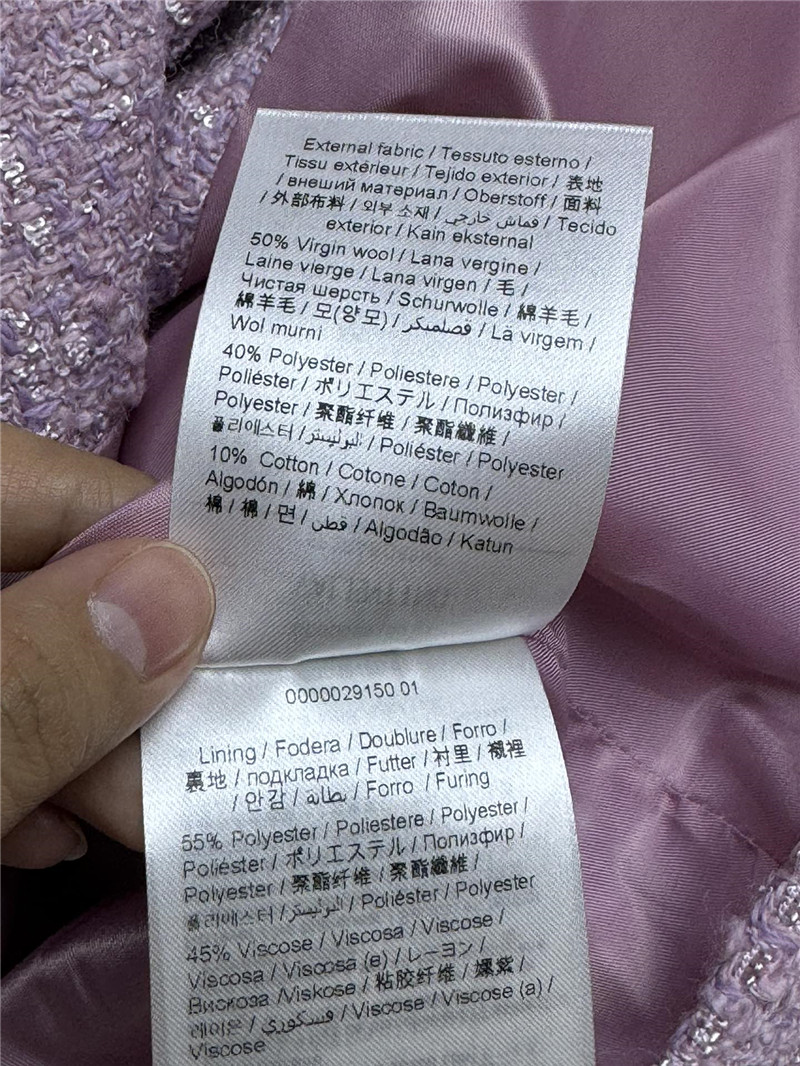 External fabric / Tessuto esterno /
Tissu extérieur / Tejido exterior / 表地
/ внешний материал / Oberstoff / 面料
/ 外部布料 / 외부 소재 / قماش خارجي / Tecido
exterior / Kain eksternal
50% Virgin wool / Lana vergine /
Laine vierge / Lana virgen / 毛 /
Чистая шерсть / Schurwolle / 綿羊毛 /
綿羊毛 / 모(양모) / قصلمبكر / Lã virgem /
Wol murni
40% Polyester / Poliestere / Polyester /
Poliéster / ポリエステル / Полизфир /
Polyester / 聚酯纤维 / 聚酯纖維 /
폴리에스터 / البوليستر / Poliéster / Polyester
10% Cotton / Cotone / Coton /
Algodón / 綿 / Хлопок / Baumwolle /
棉 / 棉 / 면 / قطن / Algodão / Katun
0000029150 01
Lining / Fodera / Doublure / Forro /
裏地 / подкладка / Futter / 衬里 / 襯裡
/ 안감 / بطانة / Forro / Furing
55% Polyester / Poliestere / Polyester /
Poliéster / ポリエステル / Полизфир /
Polyester / 聚酯纤维 / 聚酯纖維 /
폴리에스터 / البوليستر / Poliéster / Polyester
45% Viscose / Viscosa / Viscose /
Viscosa / Viscosa (e) / レーヨン /
Вискоза /Viskose / 粘胶纤维 / 嫘紫 /
레이온 / فسكوري / Viscose / Viscose (a) /
Viscose